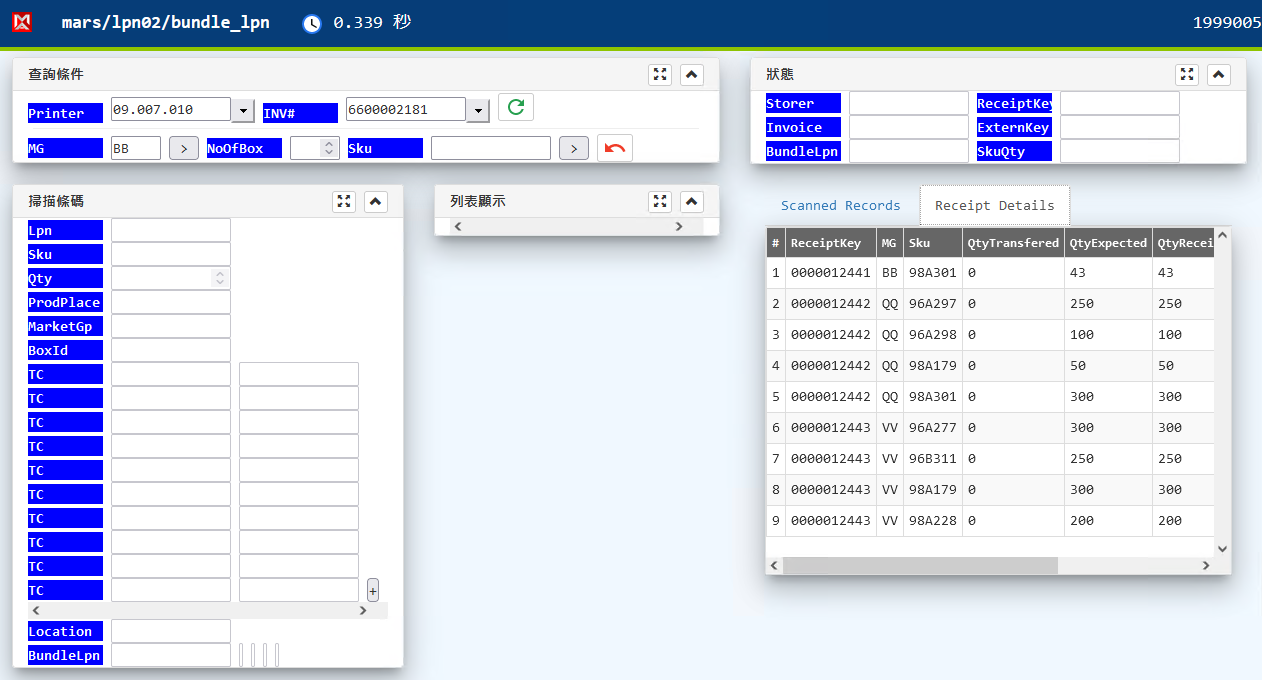 mars/lpn02/bundle_lpn 0.339 秒 1999005
查詢條件
Printer 09.007.010 INV# 6600002181
MG BB > NoOfBox Sku >
狀態
Storer ReceiptKey
Invoice ExternKey
BundleLpn SkuQty
掃描條碼
Lpn
Sku
Qty
ProdPlace
MarketGp
BoxId
TC
TC
TC
TC
TC
TC
TC
TC
TC
TC +
Location
BundleLpn
列表顯示
Scanned Records Receipt Details
# ReceiptKey MG Sku QtyTransfered QtyExpected QtyRecei
1 0000012441 BB 98A301 0 43 43
2 0000012442 QQ 96A297 0 250 250
3 0000012442 QQ 96A298 0 100 100
4 0000012442 QQ 98A179 0 50 50
5 0000012442 QQ 98A301 0 300 300
6 0000012443 VV 96A277 0 300 300
7 0000012443 VV 96B311 0 250 250
8 0000012443 VV 98A179 0 300 300
9 0000012443 VV 98A228 0 200 200